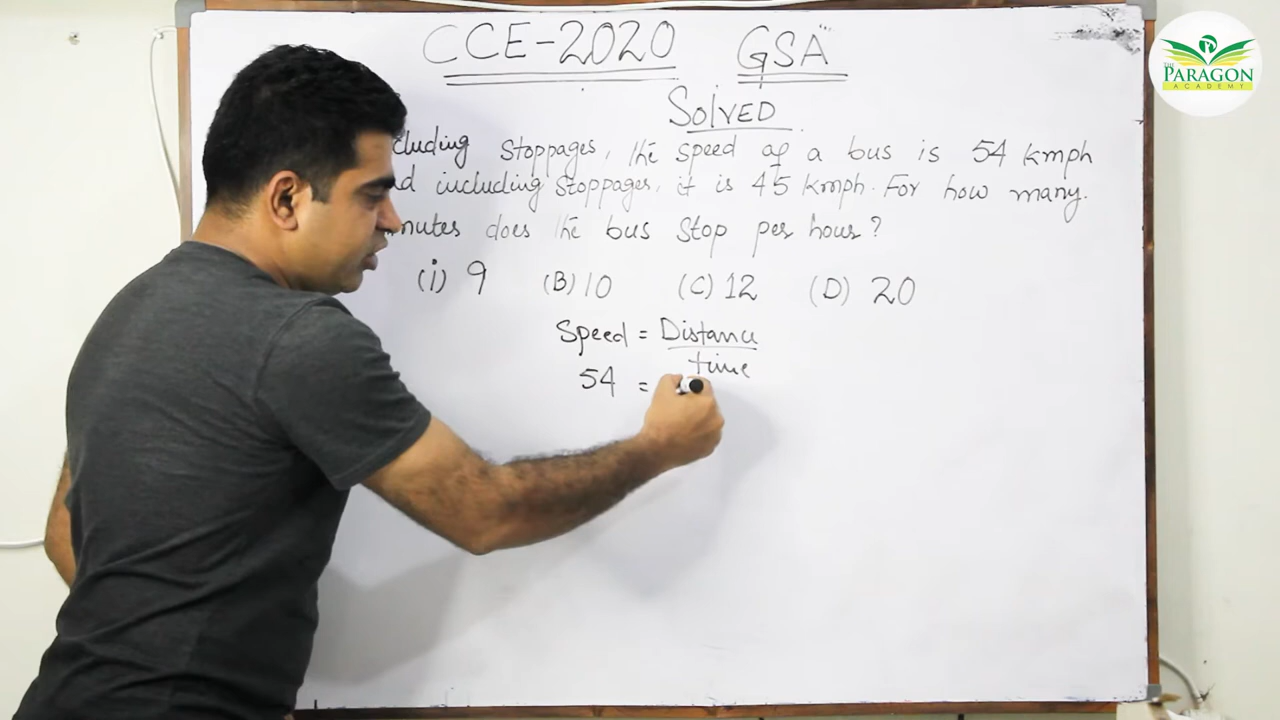 CCE-2020 GSA
SOLVED
cluding stoppages, the speed of a bus is 54 kmph
d including stoppages, it is 45 kmph. For how many.
nutes does the bus stop per hour?
(i) 9 (B) 10 (C) 12 (D) 20
Speed = Distance
time
54 =
THE
PARAGON
ACADEMY